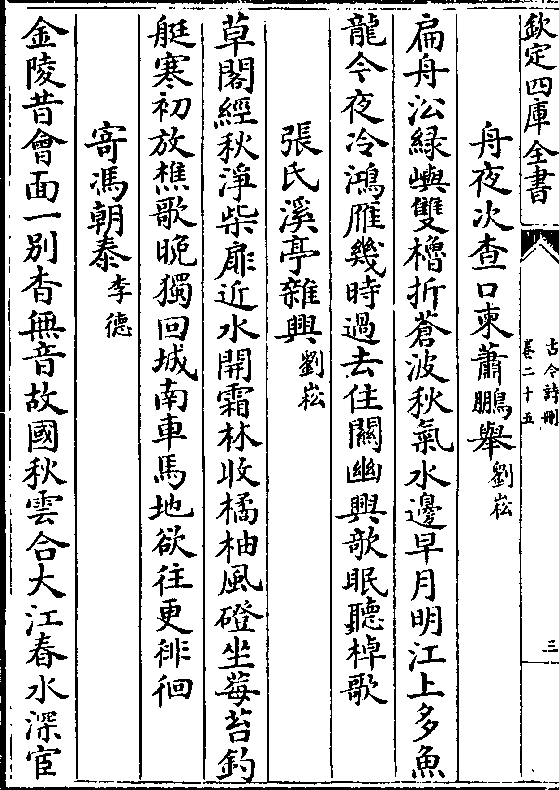 欽定四庫全書
古今詩刪
卷二十五
三
舟夜次查口柬蕭鵬舉 劉崧
扁舟㳂綠嶼雙櫓折蒼波秋氣水邊早月明江上多魚
龍今夜冷鴻雁幾時過去住關幽興歌眠聽棹歌
張氏溪亭雜興 劉崧
草閣經秋淨柴扉近水開霜林收橘柚風磴坐莓苔釣
艇寒初放樵歌晚獨回城南車馬地欲往更徘徊
寄馮朝泰 李德
金陵昔會面一別杳無音故國秋雲合大江春水深宦